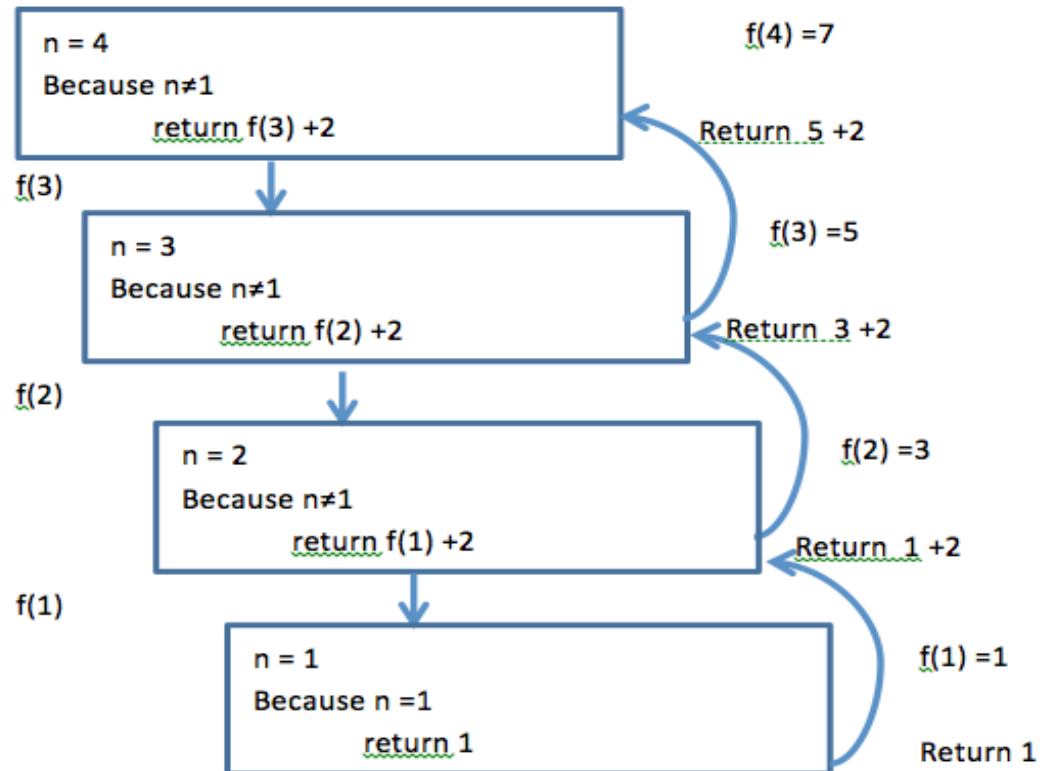 n = 4
Because n≠1
return f(3) +2
f(4) =7
Return 5 +2
f(3)
n = 3
Because n≠1
return f(2) +2
f(3) =5
Return 3 +2
f(2)
n = 2
Because n≠1
return f(1) +2
f(2) =3
Return 1 +2
f(1)
n = 1
Because n =1
return 1
f(1) =1
Return 1